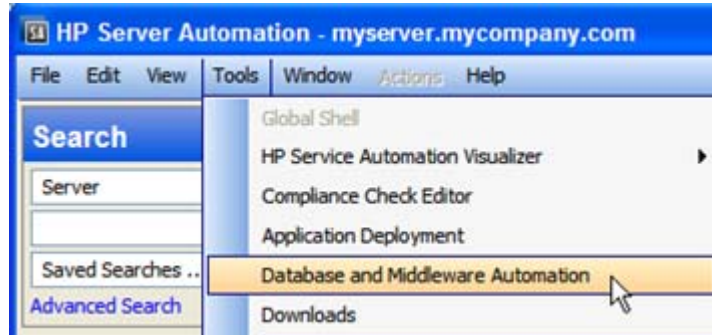 HP Server Automation - myserver.mycompany.com
File Edit View Tools Window Actions Help
Search
Server
Saved Searches ..
Advanced Search
Global Shell
HP Service Automation Visualizer
Compliance Check Editor
Application Deployment
Database and Middleware Automation
Downloads